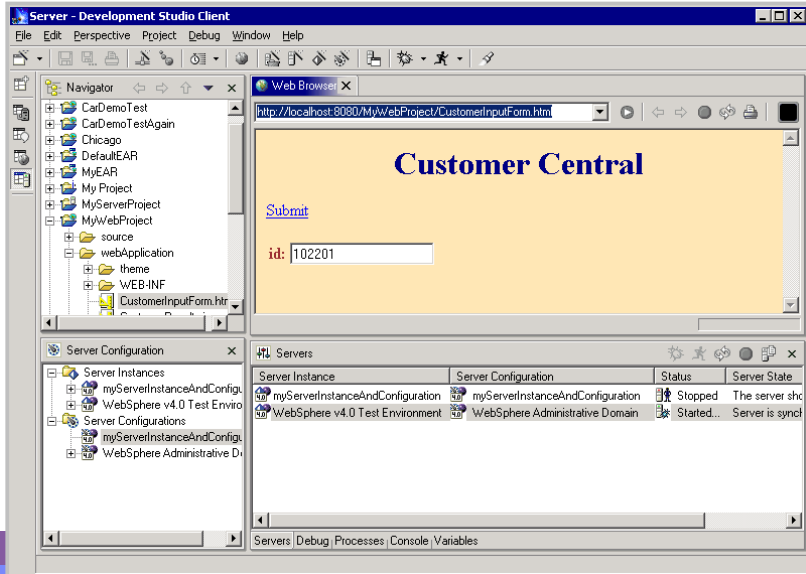 Server - Development Studio Client
File Edit Perspective Project Debug Window Help
Navigator
CarDemoTest
CarDemoTestAgain
Chicago
DefaultEAR
MyEAR
My Project
MyServerProject
MyWebProject
source
webApplication
theme
WEB-INF
CustomerInputForm.htm
Web Browser
http://localhost:8080/MyWebProject/CustomerInputForm.html
Customer Central
Submit
id: 102201
Server Configuration
Server Instances
myServerInstanceAndConfigu
WebSphere v4.0 Test Enviro
Server Configurations
myServerInstanceAndConfigu
WebSphere Administrative D
Servers
Server Instance Server Configuration Status Server State
myServerInstanceAndConfiguration myServerInstanceAndConfiguration Stopped The server sho
WebSphere v4.0 Test Environment WebSphere Administrative Domain Started... Server is synch
Servers Debug Processes Console Variables